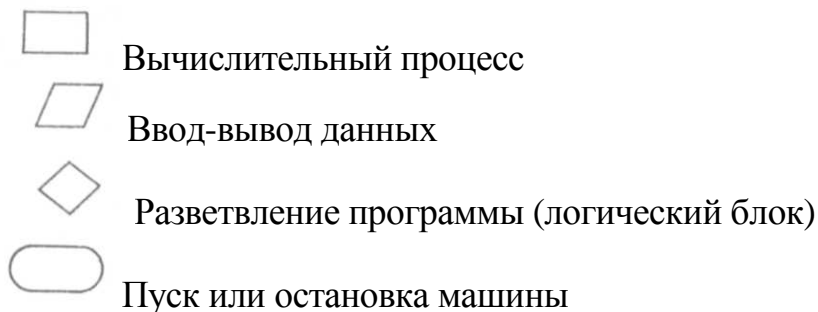 Вычислительный процесс
Ввод-вывод данных
Разветвление программы (логический блок)
Пуск или остановка машины